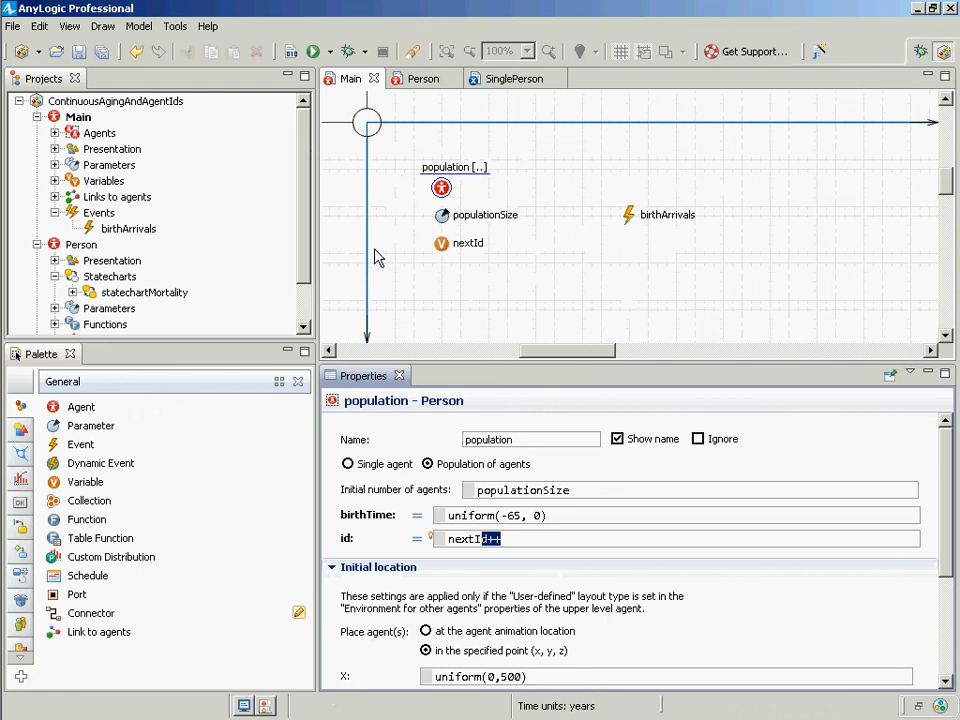 AnyLogic Professional
File Edit View Draw Model Tools Help
100% Get Support...
Projects
ContinuousAgingAndAgentIds
Main
Agents
Presentation
Parameters
Variables
Links to agents
Events
birthArrivals
Person
Presentation
Statecharts
statechartMortality
Parameters
Functions
Main Person SinglePerson
population [..]
populationSize
birthArrivals
V nextId
Palette
General
Agent
Parameter
Event
Dynamic Event
Variable
Collection
Function
Table Function
Custom Distribution
Schedule
Port
Connector
Link to agents
Properties
population - Person
Name: population Show name Ignore
Single agent Population of agents
Initial number of agents: populationSize
birthTime: = uniform(-65, 0)
id: = nextId++
Initial location
These settings are applied only if the "User-defined" layout type is set in the
"Environment for other agents" properties of the upper level agent.
Place agent(s): at the agent animation location
in the specified point (x, y, z)
X: uniform(0,500)
Time units: years